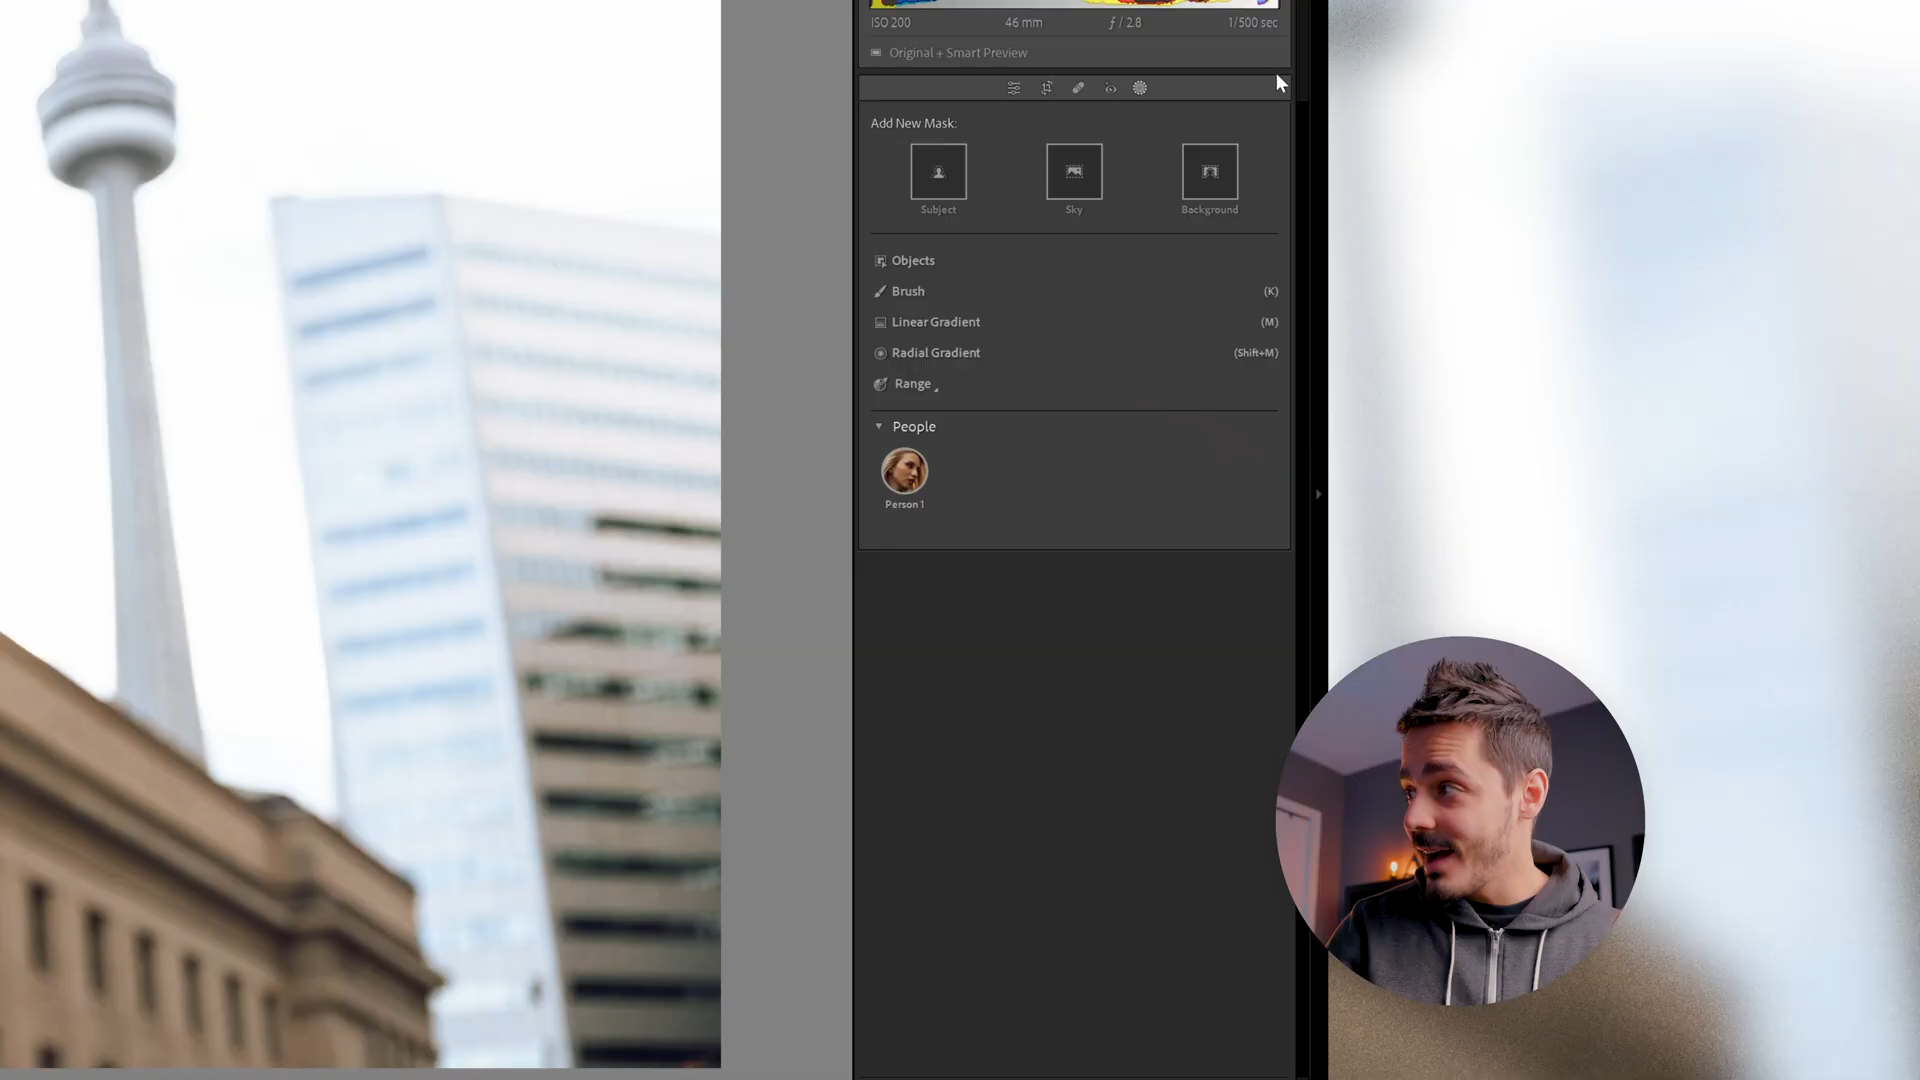 ISO 200 46 mm ƒ / 2.8 1/500 sec
Original + Smart Preview
Add New Mask:
Subject Sky Background
Objects
Brush (K)
Linear Gradient (M)
Radial Gradient (Shift+M)
Range
People
Person 1